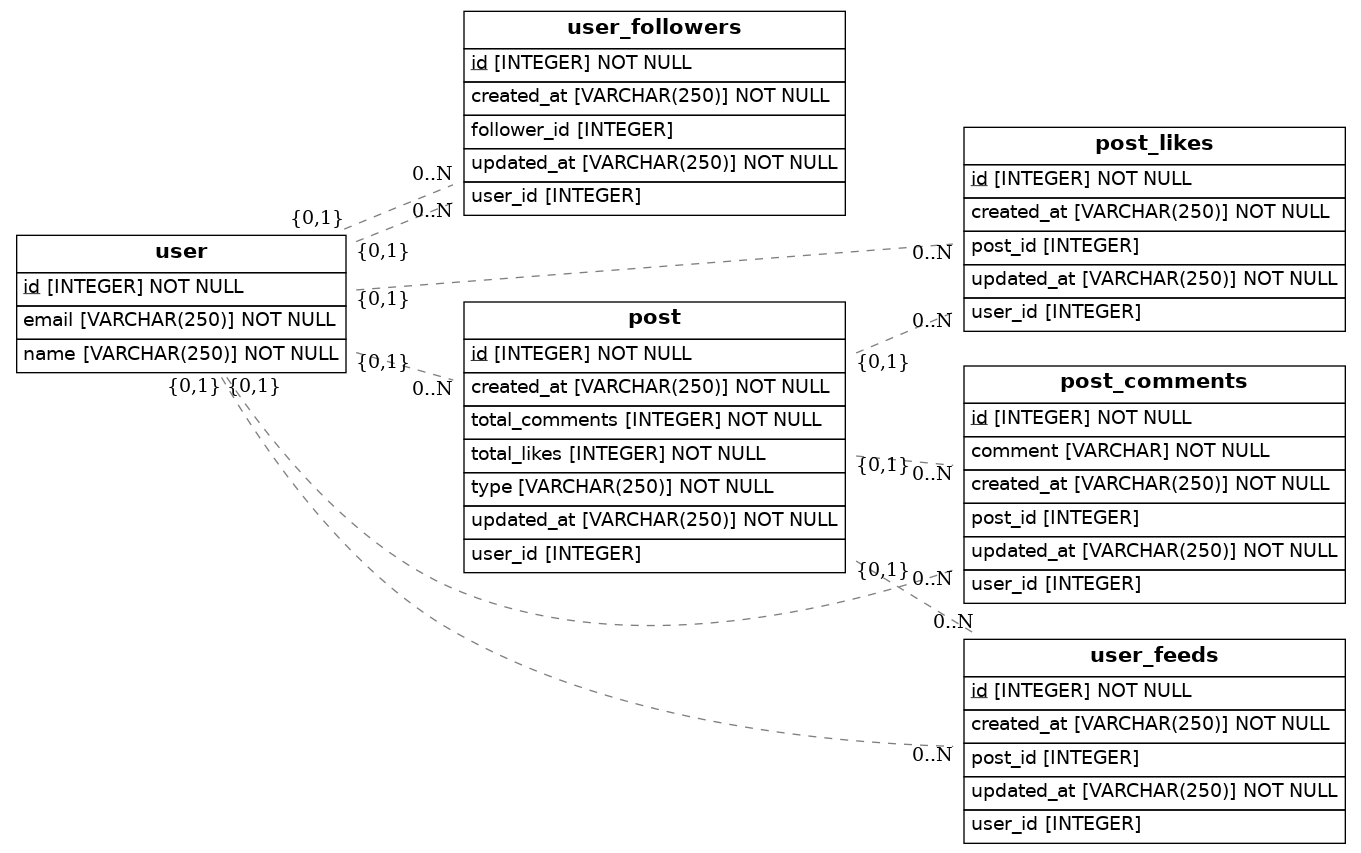 user_followers
id [INTEGER] NOT NULL
created_at [VARCHAR(250)] NOT NULL
follower_id [INTEGER]
updated_at [VARCHAR(250)] NOT NULL
user_id [INTEGER]
0..N
0..N
{0,1}
{0,1}
user
id [INTEGER] NOT NULL
email [VARCHAR(250)] NOT NULL
name [VARCHAR(250)] NOT NULL
{0,1}
{0,1}
{0,1}
{0,1}
0..N
post
id [INTEGER] NOT NULL
created_at [VARCHAR(250)] NOT NULL
total_comments [INTEGER] NOT NULL
total_likes [INTEGER] NOT NULL
type [VARCHAR(250)] NOT NULL
updated_at [VARCHAR(250)] NOT NULL
user_id [INTEGER]
{0,1}
{0,1}
{0,1}
post_likes
id [INTEGER] NOT NULL
created_at [VARCHAR(250)] NOT NULL
post_id [INTEGER]
updated_at [VARCHAR(250)] NOT NULL
user_id [INTEGER]
0..N
0..N
post_comments
id [INTEGER] NOT NULL
comment [VARCHAR] NOT NULL
created_at [VARCHAR(250)] NOT NULL
post_id [INTEGER]
updated_at [VARCHAR(250)] NOT NULL
user_id [INTEGER]
0..N
0..N
0..N
user_feeds
id [INTEGER] NOT NULL
created_at [VARCHAR(250)] NOT NULL
post_id [INTEGER]
updated_at [VARCHAR(250)] NOT NULL
user_id [INTEGER]
0..N